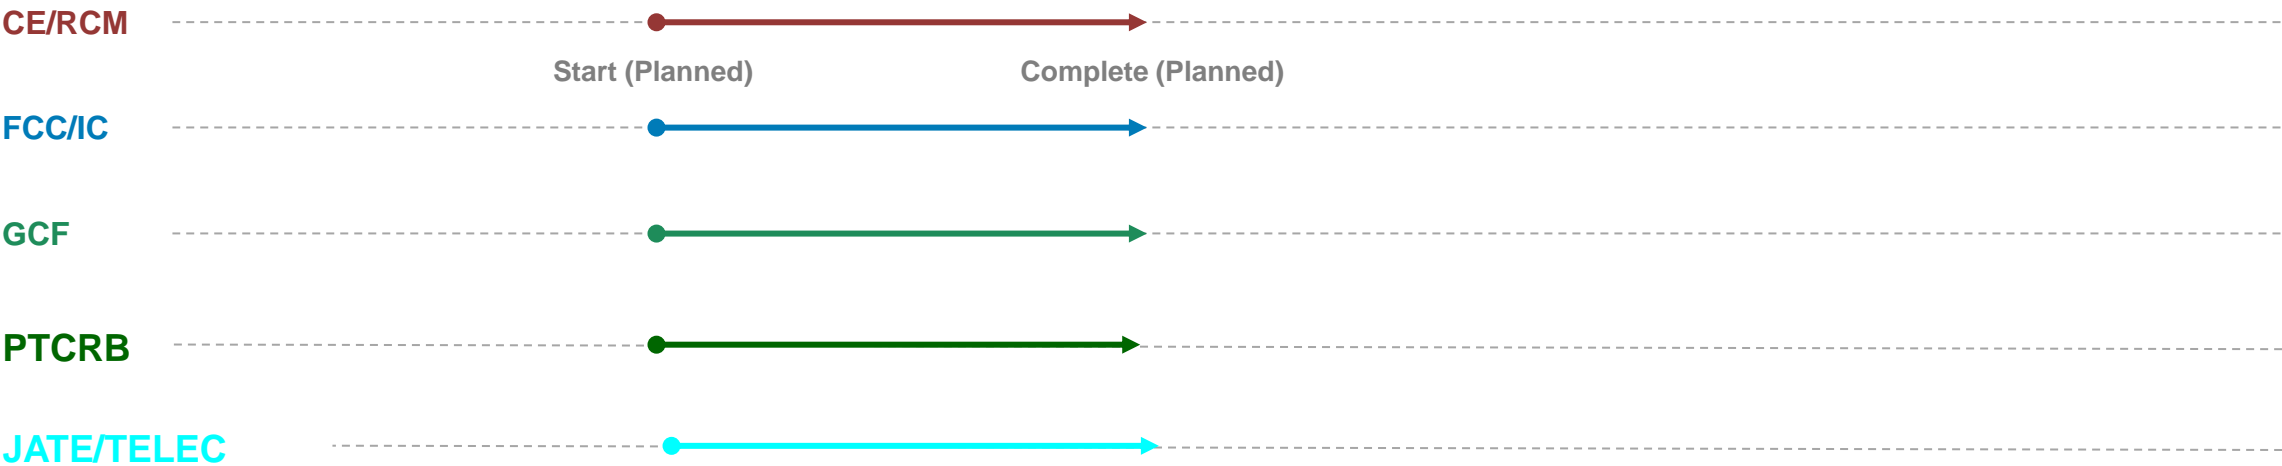 CE/RCM
Start (Planned) Complete (Planned)
FCC/IC
GCF
PTCRB
JATE/TELEC